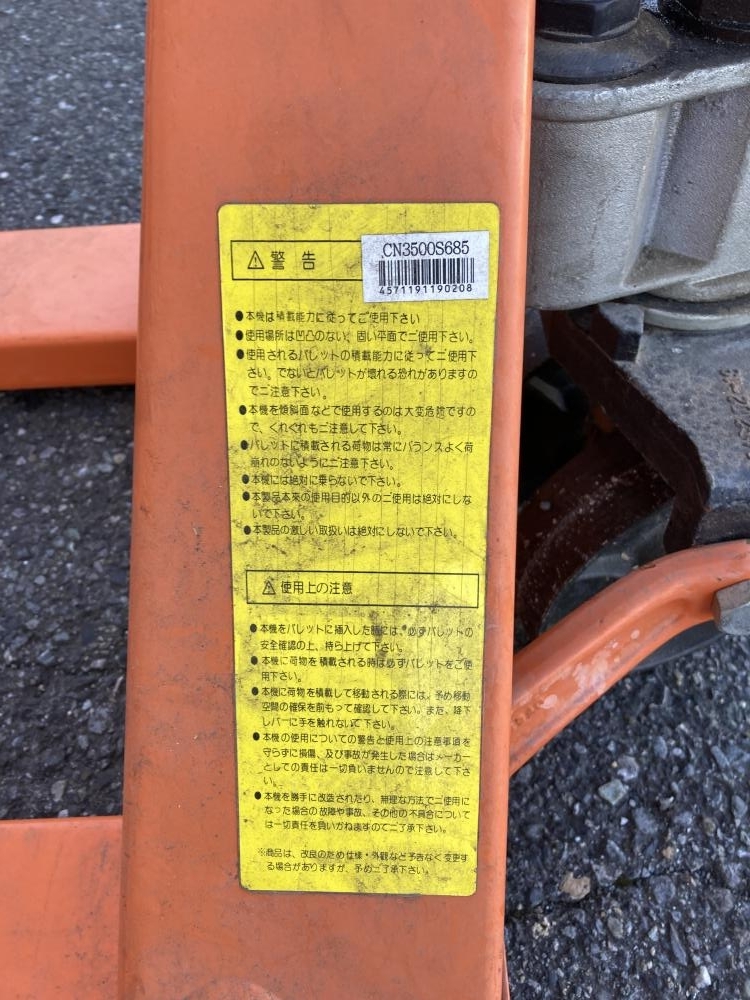 ⚠警告
CN3500S685
4571191190208
●本機は積載能力に従ってご使用下さい
●使用場所は凹凸のない、固い平面でご使用下さい。
●使用されるパレットの積載能力に従ってご使用下
さい。でないとパレットが壊れる恐れがありますの
でご注意下さい。
●本機を傾斜面などで使用するのは大変危険ですの
で、くれぐれもご注意して下さい。
●パレットに積載される荷物は常にバランスよく荷
崩れのないようにご注意下さい。
●本機には絶対に乗らないで下さい。
●本製品本来の使用目的以外のご使用は絶対にしな
いで下さい。
●本製品の激しい取扱いは絶対にしないで下さい。
⚠使用上の注意
●本機をパレットに挿入した時には、必ずパレットの
安全確認の上、持ち上げて下さい。
●本機に荷物を積載される時は必ずパレットをご使
用下さい。
●本機に荷物を積載して移動される際には、予め移動
空間の確保を前もって確認して下さい。また、降下
レバーに手を触れないで下さい。
●本機の使用についての警告と使用上の注意事項を
守らずに損傷、及び事故が発生した場合はメーカー
としての責任は一切負いませんので注意して下さ
い。
●本機を勝手に改造されたり、無理な方法でご使用に
なった場合の故障や事故、その他の不具合については
は一切責任を負いかねますのでご了承下さい。
※商品は、改良のため仕様・外観など予告なく変更す
る場合がありますが、予めご了承下さい。